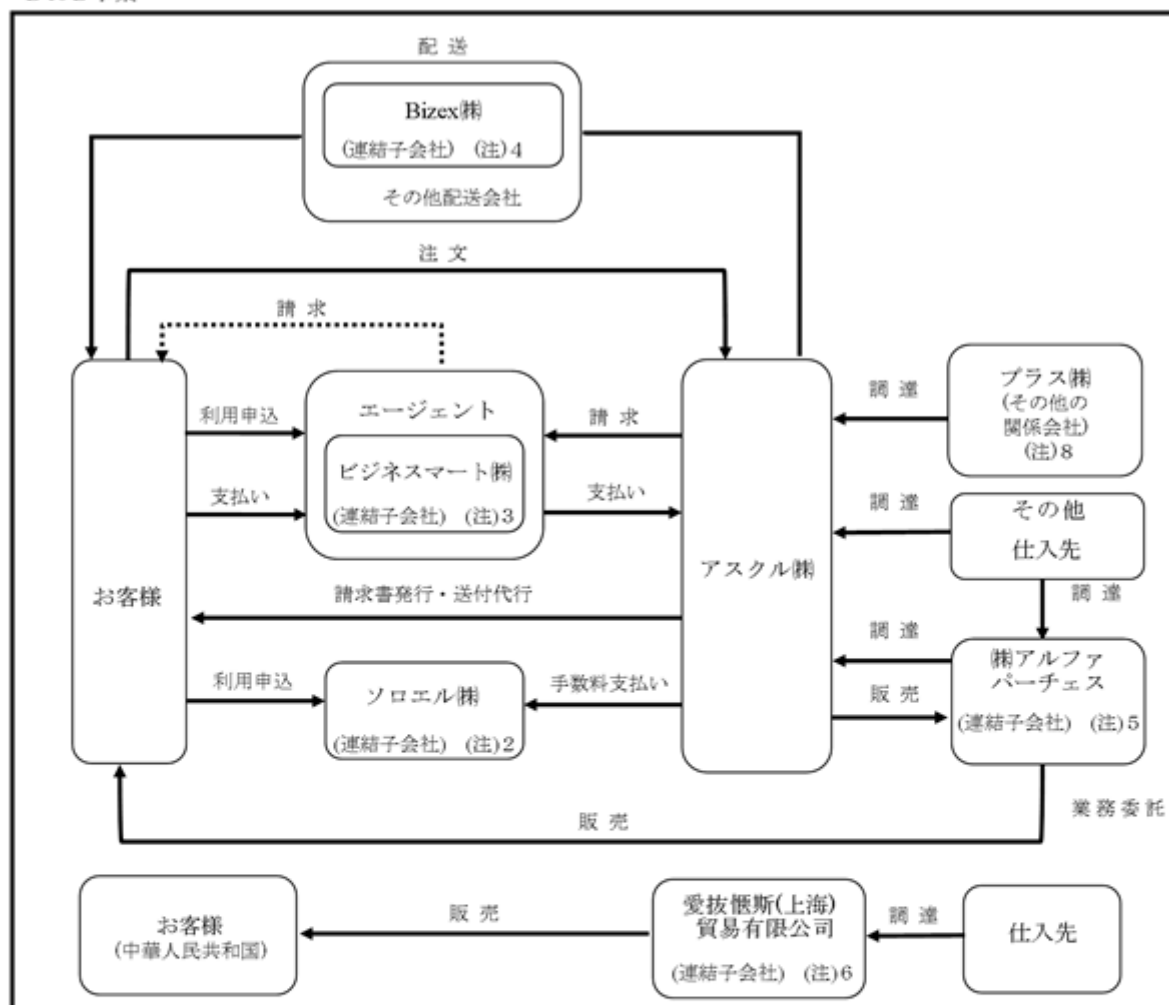 配 送
Bizex㈱
(連結子会社) (注)4
その他配送会社
注 文
請 求
エージェント
利用申込
請 求
ビジネスマート㈱
(連結子会社) (注)3
支払い
支払い
お客様
アスクル㈱
プラス㈱
(その他の
関係会社)
(注)8
調 達
その他
仕入先
調 達
調 達
請求書発行・送付代行
調 達
㈱アルファ
パーチェス
(連結子会社) (注)5
販 売
利用申込
ソロエル㈱
(連結子会社) (注)2
手数料支払い
業 務 委 託
販 売
お客様
(中華人民共和国)
販 売
愛抜愜斯(上海)
貿易有限公司
(連結子会社) (注)6
調 達
仕入先